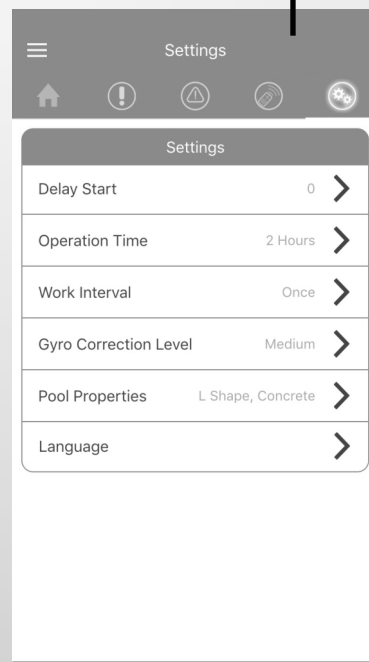 Settings
Settings
Delay Start 0
Operation Time 2 Hours
Work Interval Once
Gyro Correction Level Medium
Pool Properties L Shape, Concrete
Language